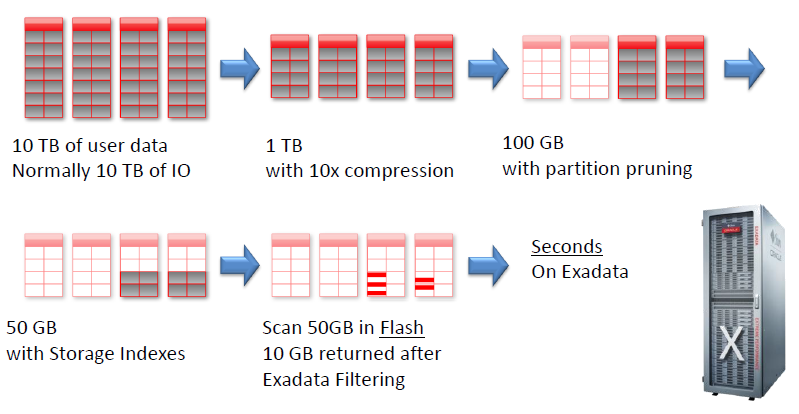 10 TB of user data
Normally 10 TB of IO
1 TB
with 10x compression
100 GB
with partition pruning
50 GB
with Storage Indexes
Scan 50GB in Flash
10 GB returned after
Exadata Filtering
Seconds
On Exadata
X